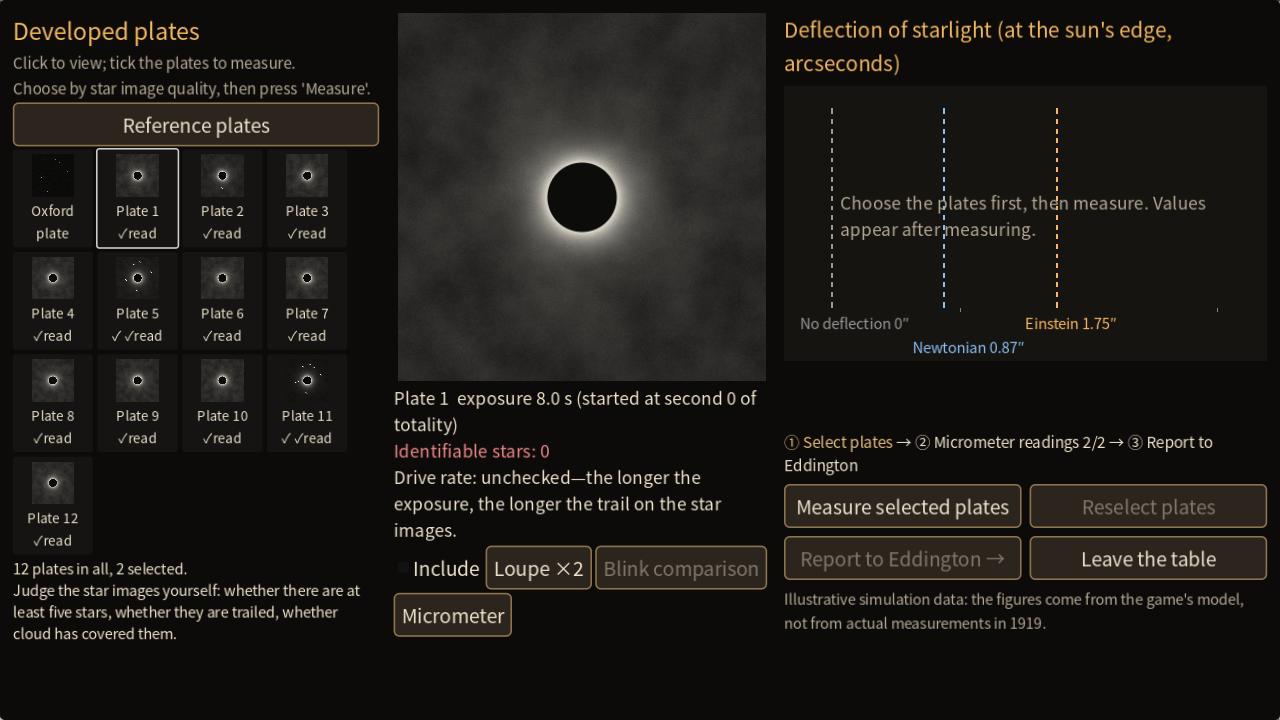 Developed plates
Click to view; tick the plates to measure.
Choose by star image quality, then press 'Measure'.
Reference plates
Oxford plate
Plate 1
✓read
Plate 2
✓read
Plate 3
✓read
Plate 4
✓read
Plate 5
✓ ✓read
Plate 6
✓read
Plate 7
✓read
Plate 8
✓read
Plate 9
✓read
Plate 10
✓read
Plate 11
✓ ✓read
Plate 12
✓read
12 plates in all, 2 selected.
Judge the star images yourself: whether there are at
least five stars, whether they are trailed, whether
cloud has covered them.
Plate 1 exposure 8.0 s (started at second 0 of
totality)
Identifiable stars: 0
Drive rate: unchecked—the longer the
exposure, the longer the trail on the star
images.
Include
Loupe ×2
Blink comparison
Micrometer
Deflection of starlight (at the sun's edge,
arcseconds)
Choose the plates first, then measure. Values
appear after measuring.
No deflection 0″
Einstein 1.75″
Newtonian 0.87″
① Select plates → ② Micrometer readings 2/2 → ③ Report to
Eddington
Measure selected plates
Reselect plates
Report to Eddington →
Leave the table
Illustrative simulation data: the figures come from the game's model,
not from actual measurements in 1919.